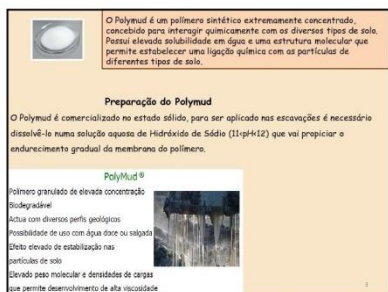 O Polymud é um polímero sintético extremamente concentrado,
concebido para interagir quimicamente com os diversos tipos de solo.
Possui elevada solubilidade em água e uma estrutura molecular que
permite estabelecer uma ligação química com as partículas de
diferentes tipos de solo.
Preparação do Polymud
O Polymud é comercializado no estado sólido, para ser aplicado nas escavações é necessário
dissolvê-lo numa solução aquosa de Hidróxido de Sódio (11<pH<12) que vai propiciar o
endurecimento gradual da membrana do polímero.
PolyMud®
Polímero granulado de elevada concentração
Biodegradável
Actua com diversos perfis geológicos
Possibilidade de uso com água doce ou salgada
Efeito elevado de estabilização nas
partículas de solo
Elevado peso molecular e densidades de cargas
que permite desenvolvimento de alta viscosidade